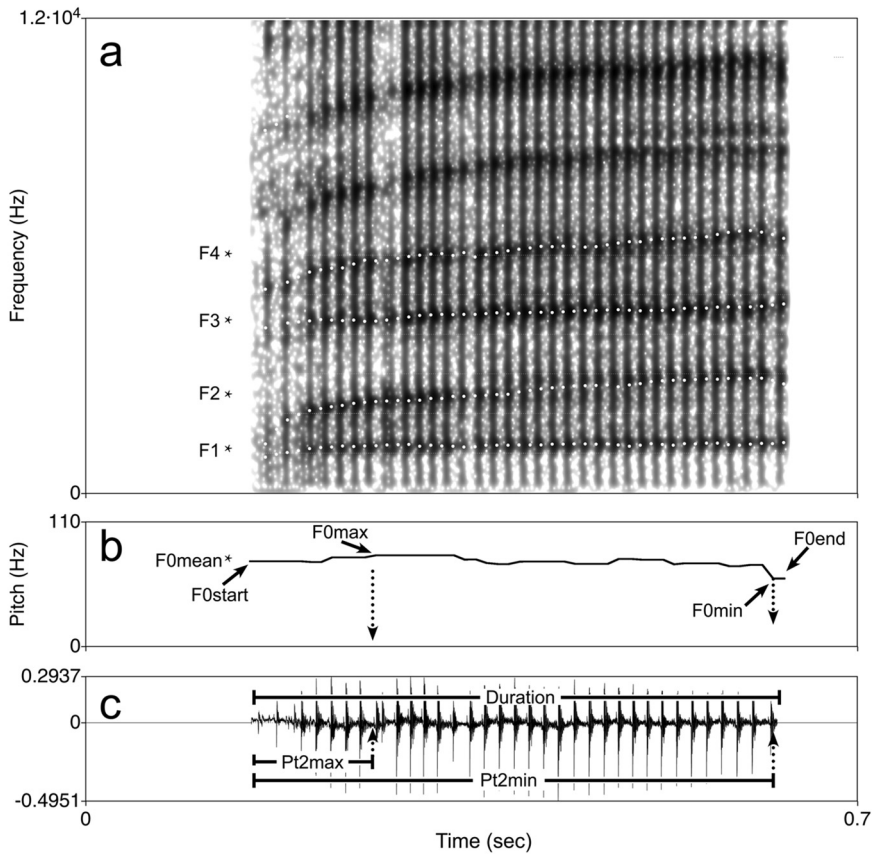 1.2·10⁴
a
Frequency (Hz)
F4 *
F3 *
F2 *
F1 *
0
110
b
F0max
F0end
F0mean*
F0start
F0min
Pitch (Hz)
0
0.2937
c
Duration
0
Pt2max
Pt2min
-0.4951
0
0.7
Time (sec)